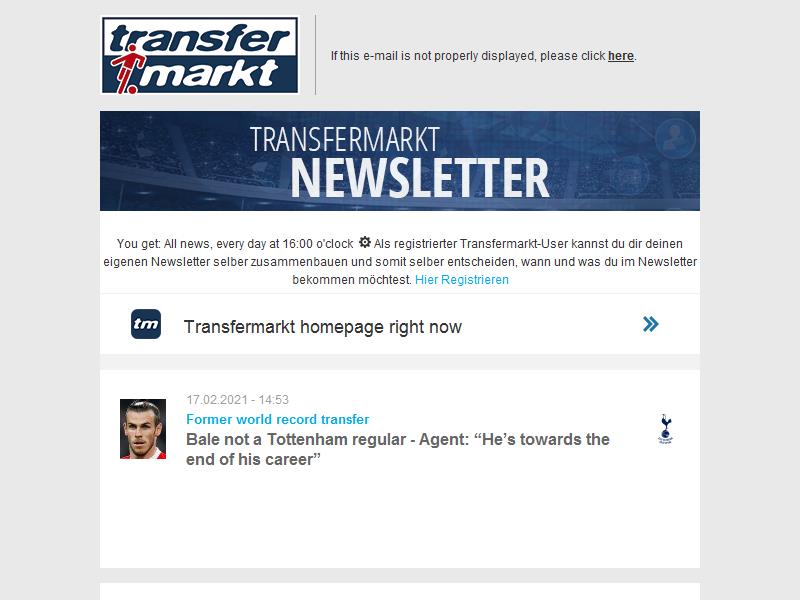 transfer
markt
If this e-mail is not properly displayed, please click here.
TRANSFERMARKT
NEWSLETTER
You get: All news, every day at 16:00 o'clock Als registrierter Transfermarkt-User kannst du dir deinen
eigenen Newsletter selber zusammenbauen und somit selber entscheiden, wann und was du im Newsletter
bekommen möchtest. Hier Registrieren
tm
Transfermarkt homepage right now
17.02.2021 - 14:53
Former world record transfer
Bale not a Tottenham regular - Agent: “He’s towards the
end of his career”